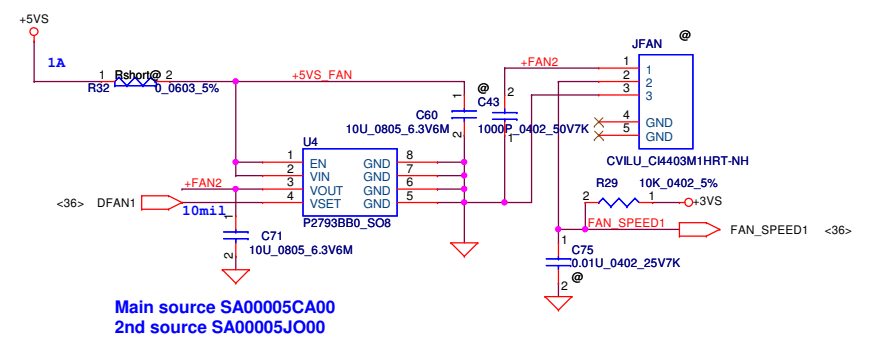 +5VS
1A
1 Rshort@ 2
R32 0_0603_5%
+5VS_FAN
@
C60
10U_0805_6.3V6M
1
2
+FAN2
@
JFAN
C43
1000P_0402_50V7K
2
1
1 1
2 2
3 3
4 GND
5 GND
CVILU_CI4403M1HRT-NH
U4
1 EN GND 8
2 VIN GND 7
3 VOUT GND 6
4 VSET GND 5
P2793BB0_SO8
+FAN2
<36> DFAN1
10mil
1
C71
10U_0805_6.3V6M
2
R29 10K_0402_5%
2 1
+3VS
FAN_SPEED1
FAN_SPEED1 <36>
1
C75
0.01U_0402_25V7K
@
2
Main source SA00005CA00
2nd source SA00005JO00